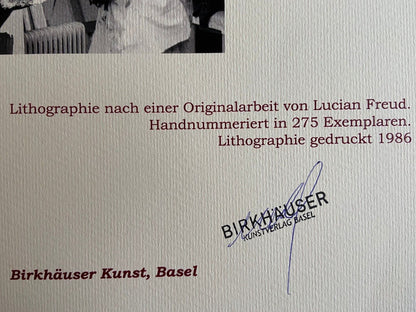 Lithographie nach einer Originalarbeit von Lucian Freud.
Handnummeriert in 275 Exemplaren.
Lithographie gedruckt 1986
BIRKHÄUSER
KUNSTVERLAG BASEL
Birkhäuser Kunst, Basel